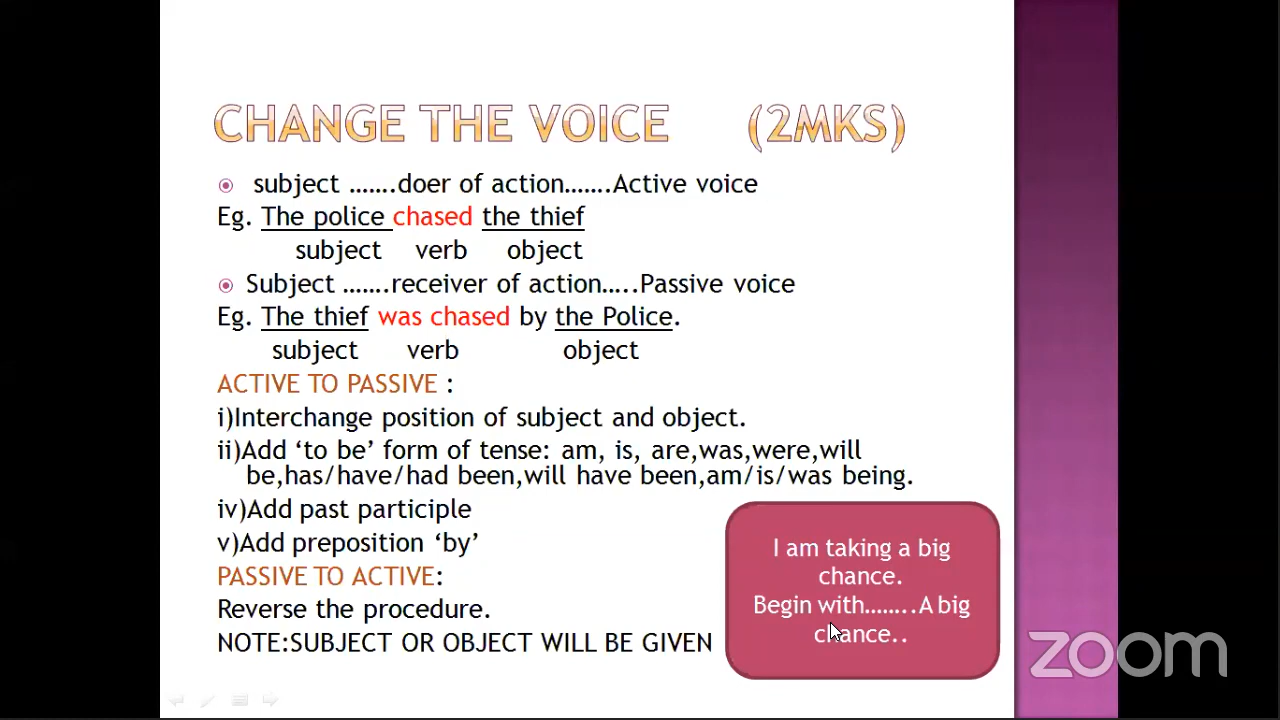 CHANGE THE VOICE (2MKS)
subject …….doer of action…….Active voice
Eg. The police chased the thief
subject verb object
Subject …….receiver of action…..Passive voice
Eg. The thief was chased by the Police.
subject verb object
ACTIVE TO PASSIVE :
i)Interchange position of subject and object.
ii)Add ‘to be’ form of tense: am, is, are,was,were,will
be,has/have/had been,will have been,am/is/was being.
iv)Add past participle
v)Add preposition ‘by’
PASSIVE TO ACTIVE:
Reverse the procedure.
NOTE:SUBJECT OR OBJECT WILL BE GIVEN
I am taking a big
chance.
Begin with……..A big
chance..
zoom